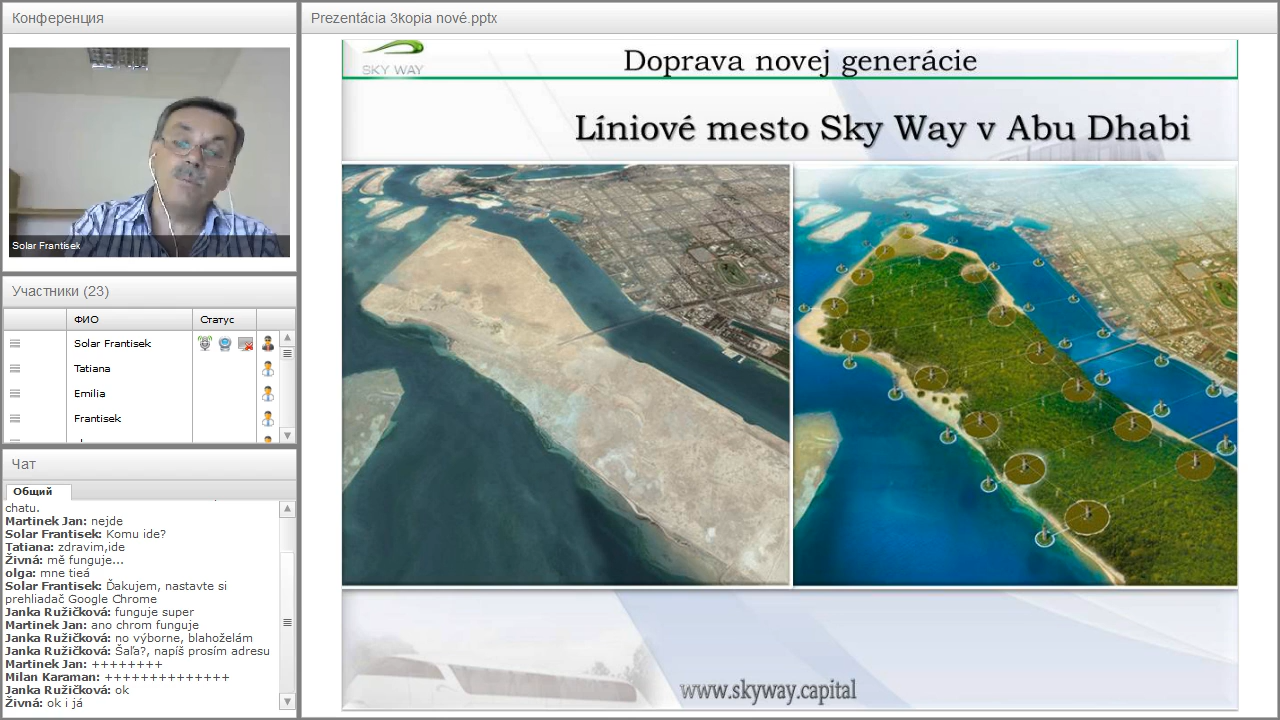 Конференция
Solar Frantisek
Участники (23)
ФИО
Статус
Solar Frantisek
Tatiana
Emilia
Frantisek
Чат
Общий
chatu.
Martinek Jan: nejde
Solar Frantisek: Komu ide?
Tatiana: zdravim,ide
Živná: mě funguje...
olga: mne tieá
Solar Frantisek: Ďakujem, nastavte si
prehliadač Google Chrome
Janka Ružičková: funguje super
Martinek Jan: ano chrom funguje
Janka Ružičková: no výborne, blahoželám
Janka Ružičková: Šaľa?, napíš prosím adresu
Martinek Jan: ++++++++
Milan Karaman: ++++++++++++++
Janka Ružičková: ok
Živná: ok i já
Prezentácia 3kopia nové.pptx
SKY WAY
Doprava novej generácie
Líniové mesto Sky Way v Abu Dhabi
www.skyway.capital